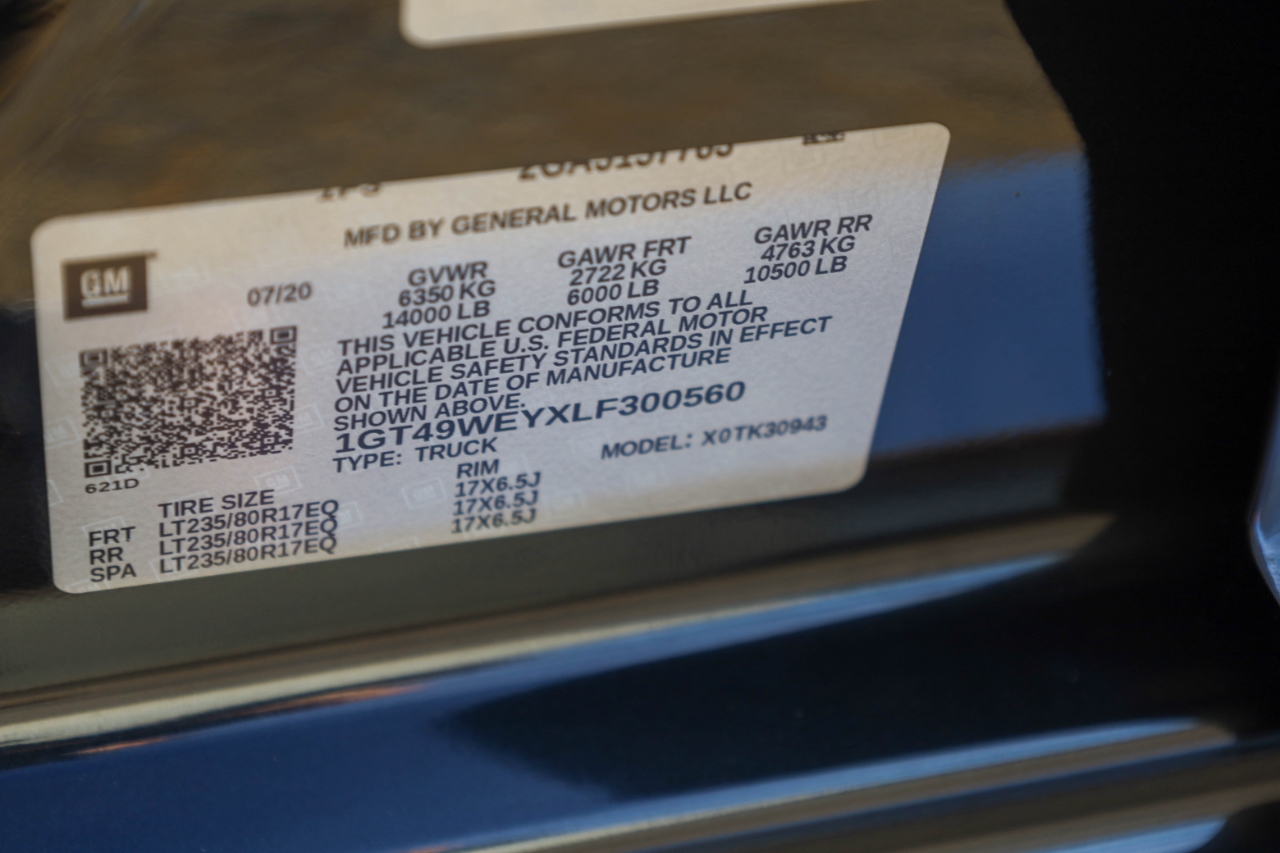 MFD BY GENERAL MOTORS LLC
GM
07/20
GVWR
6350 KG
14000 LB
GAWR FRT
2722 KG
6000 LB
GAWR RR
4763 KG
10500 LB
THIS VEHICLE CONFORMS TO ALL
APPLICABLE U.S. FEDERAL MOTOR
VEHICLE SAFETY STANDARDS IN EFFECT
ON THE DATE OF MANUFACTURE
SHOWN ABOVE.
1GT49WEYXLF300560
TYPE: TRUCK MODEL: X0TK30943
621D
TIRE SIZE RIM
FRT LT235/80R17EQ 17X6.5J
RR LT235/80R17EQ 17X6.5J
SPA LT235/80R17EQ 17X6.5J